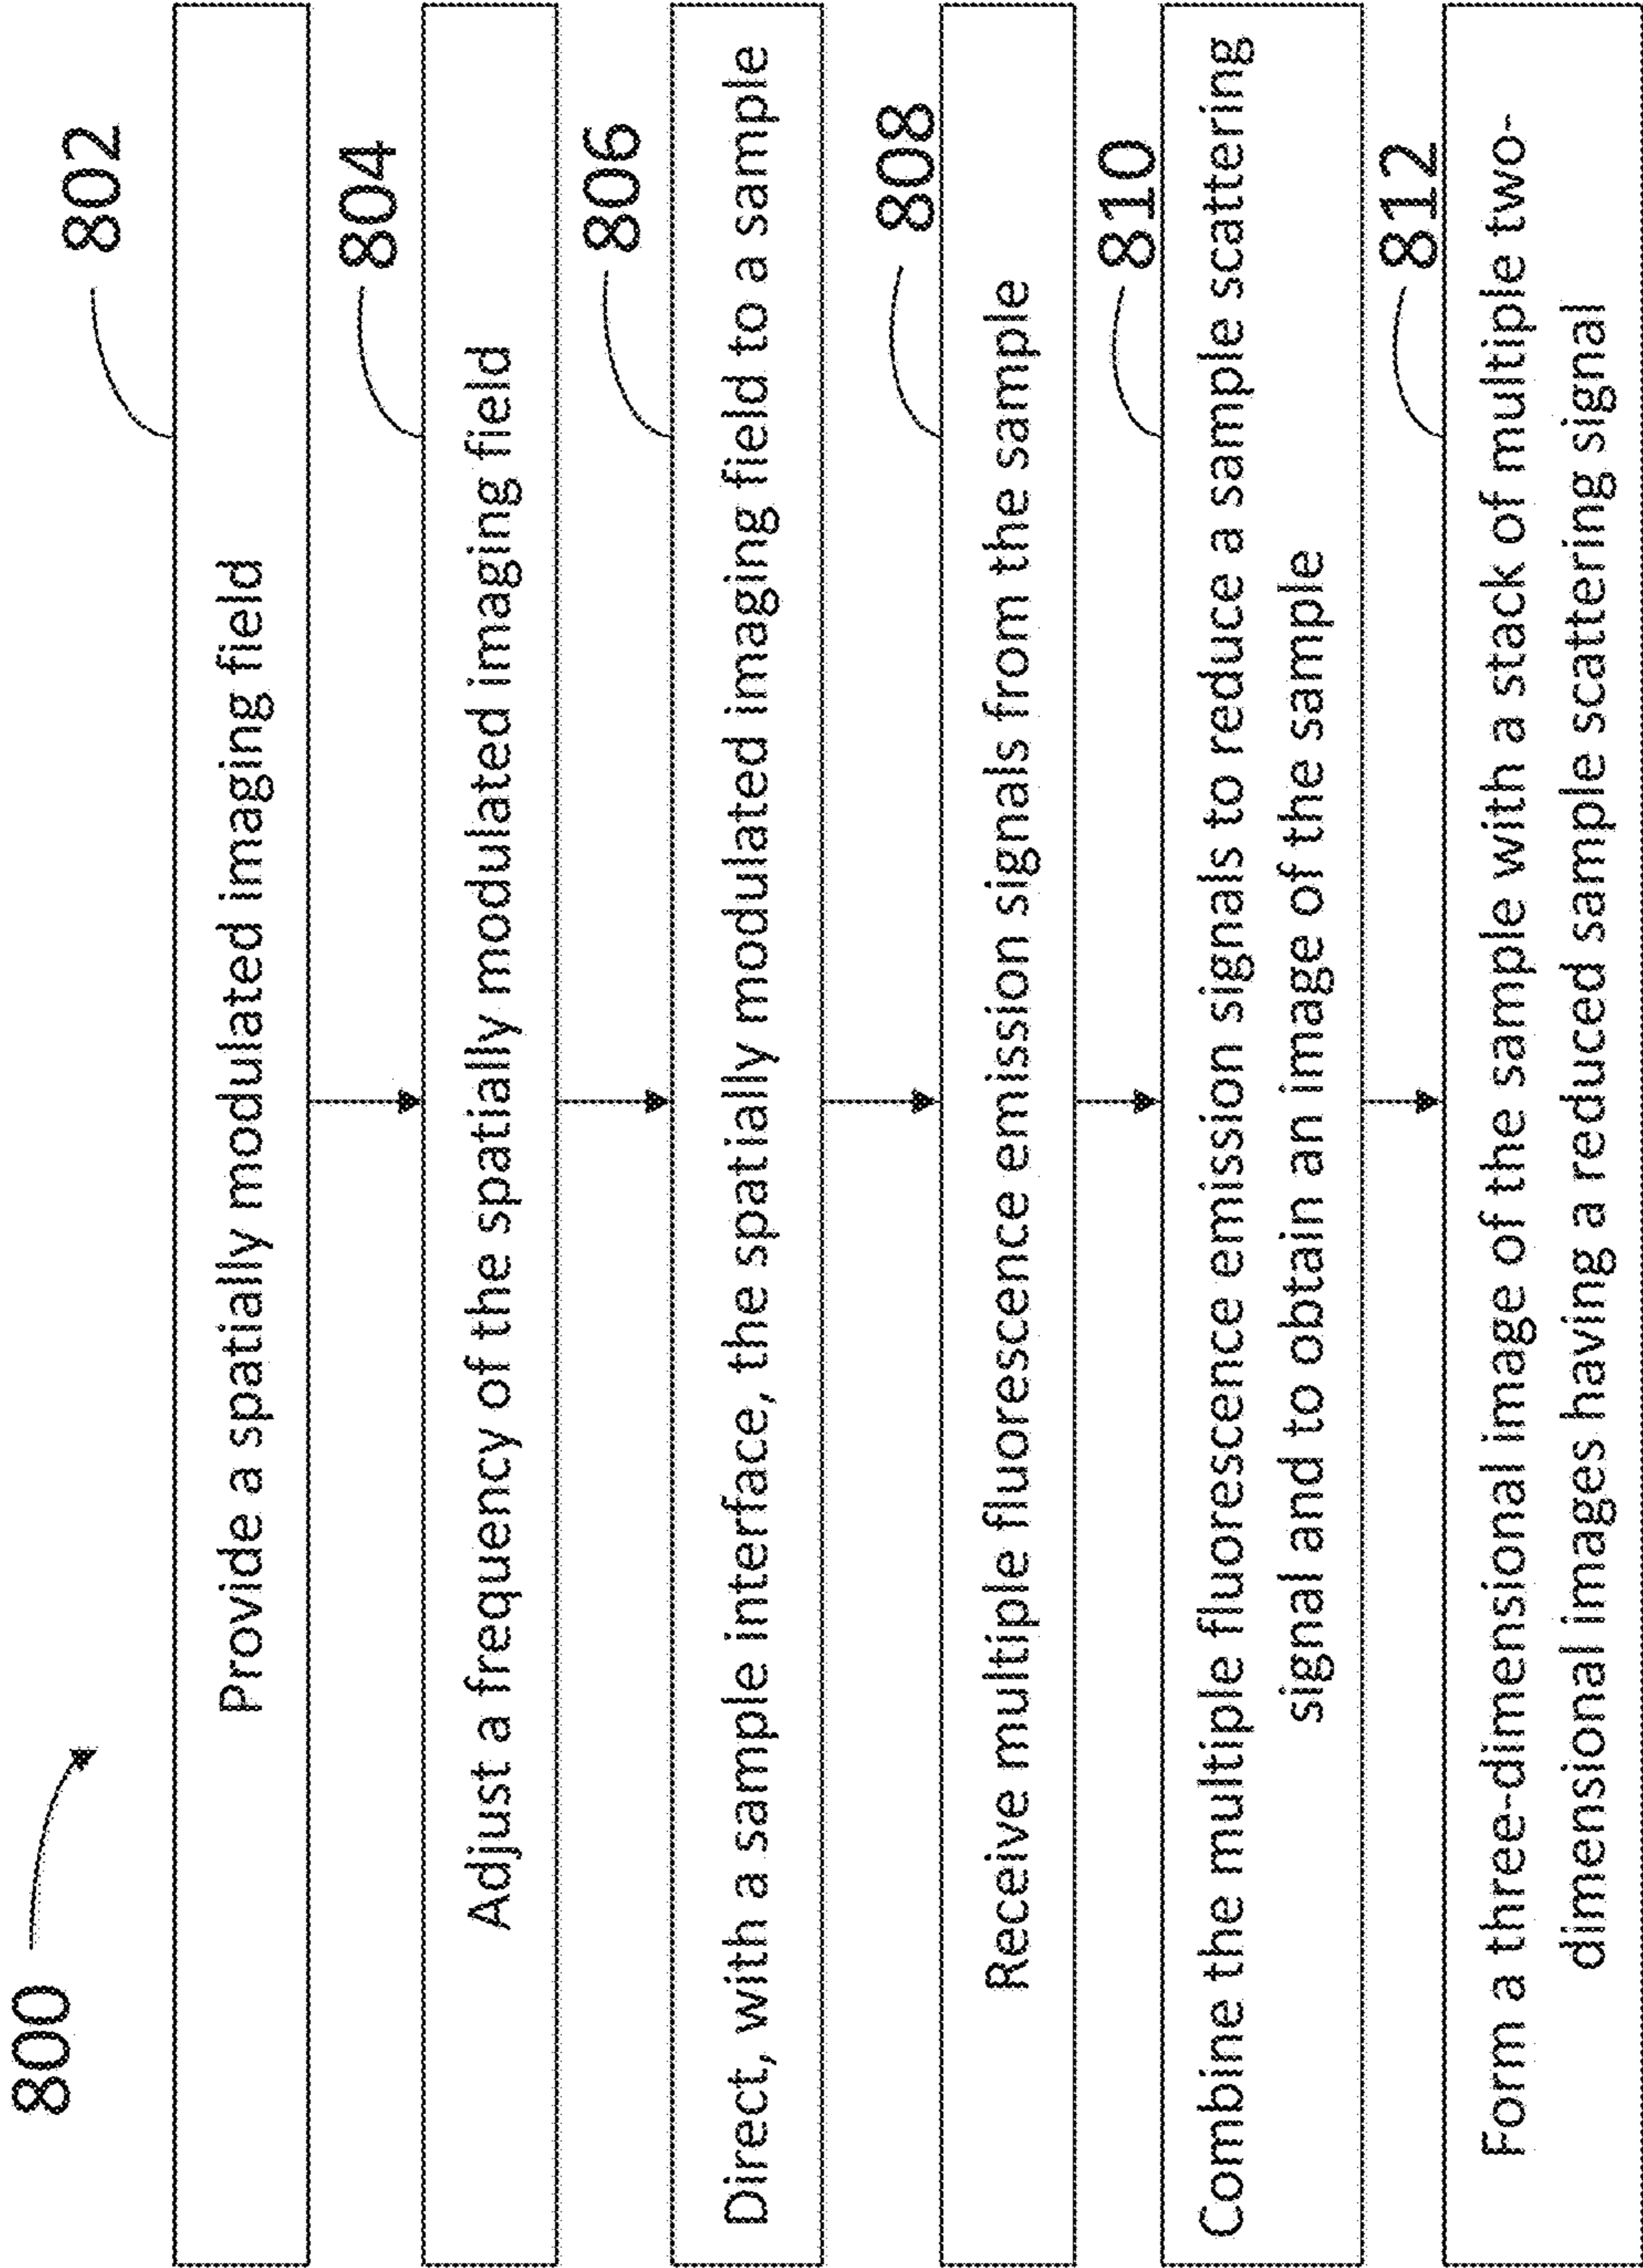 800
802
Provide a spatially modulated imaging field
804
Adjust a frequency of the spatially modulated imaging field
806
Direct, with a sample interface, the spatially modulated imaging field to a sample
808
Receive multiple fluorescence emission signals from the sample
810
Combine the multiple fluorescence emission signals to reduce a sample scattering
signal and to obtain an image of the sample
812
Form a three-dimensional image of the sample with a stack of multiple two-
dimensional images having a reduced sample scattering signal